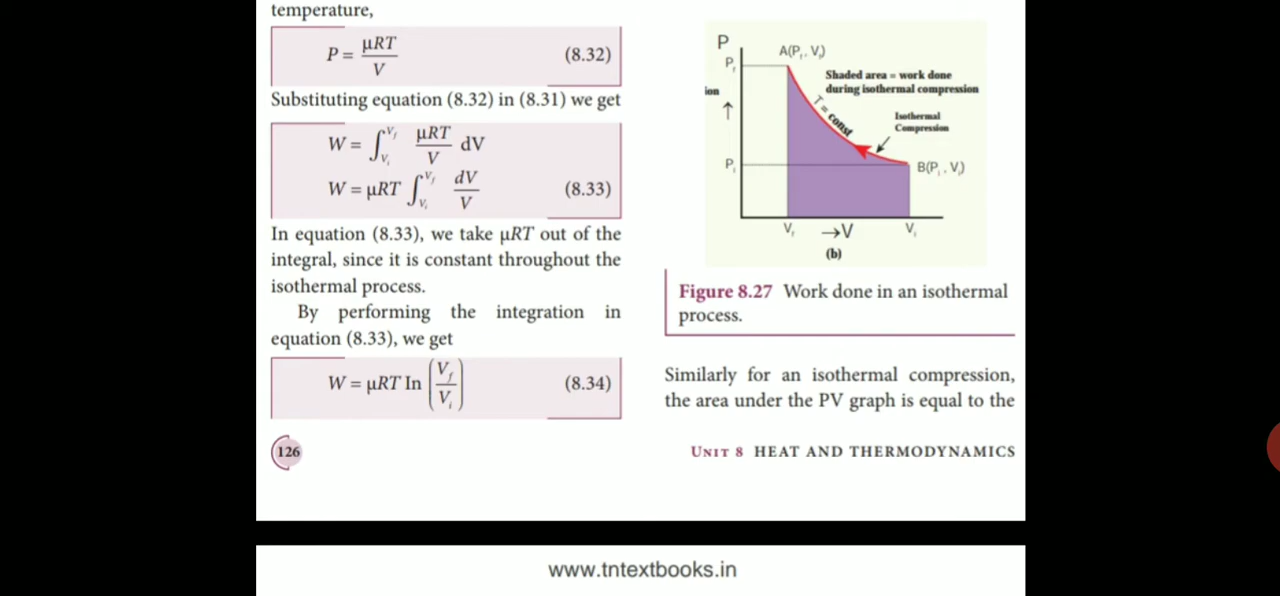 temperature,
P = μRT / V (8.32)
Substituting equation (8.32) in (8.31) we get
W = ∫ Vi Vf μRT / V dV
W = μRT ∫ Vi Vf dV / V (8.33)
In equation (8.33), we take μRT out of the
integral, since it is constant throughout the
isothermal process.
By performing the integration in
equation (8.33), we get
W = μRT In (Vf / Vi) (8.34)
126
P
Pf
A(Pf, Vf)
Shaded area = work done
during isothermal compression
ion
↑
T = const
Isothermal
Compression
Pi
B(Pi, Vi)
Vf →V Vi
(b)
Figure 8.27 Work done in an isothermal
process.
Similarly for an isothermal compression,
the area under the PV graph is equal to the
UNIT 8 HEAT AND THERMODYNAMICS
www.tntextbooks.in